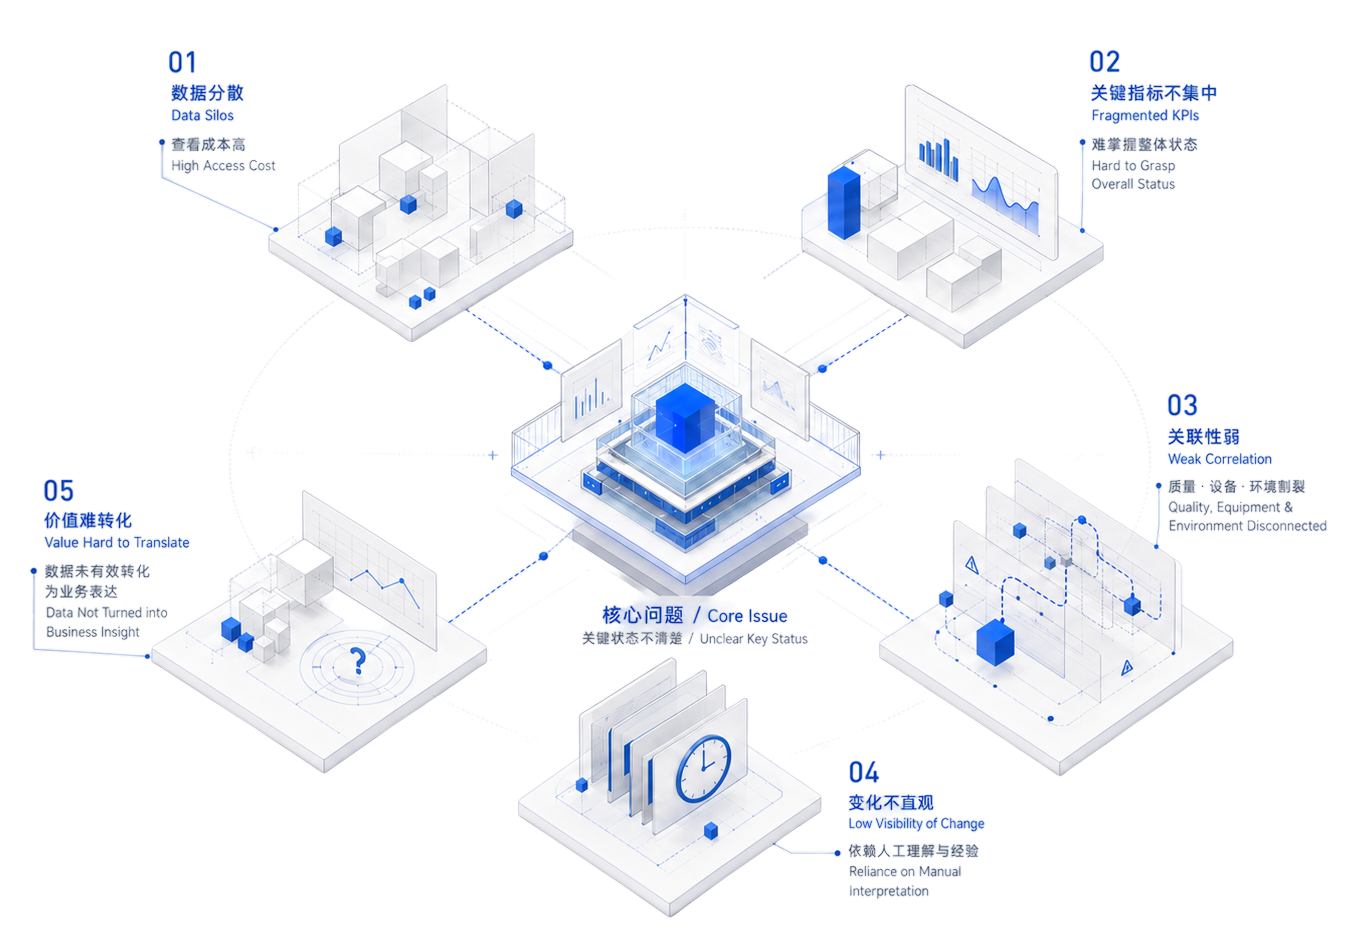 01
数据分散
Data Silos
查看成本高
High Access Cost
02
关键指标不集中
Fragmented KPIs
难掌握整体状态
Hard to Grasp
Overall Status
03
关联性弱
Weak Correlation
质量 · 设备 · 环境割裂
Quality, Equipment &
Environment Disconnected
05
价值难转化
Value Hard to Translate
数据未有效转化
为业务表达
Data Not Turned into
Business Insight
?
核心问题 / Core Issue
关键状态不清楚 / Unclear Key Status
04
变化不直观
Low Visibility of Change
依赖人工理解与经验
Reliance on Manual
Interpretation